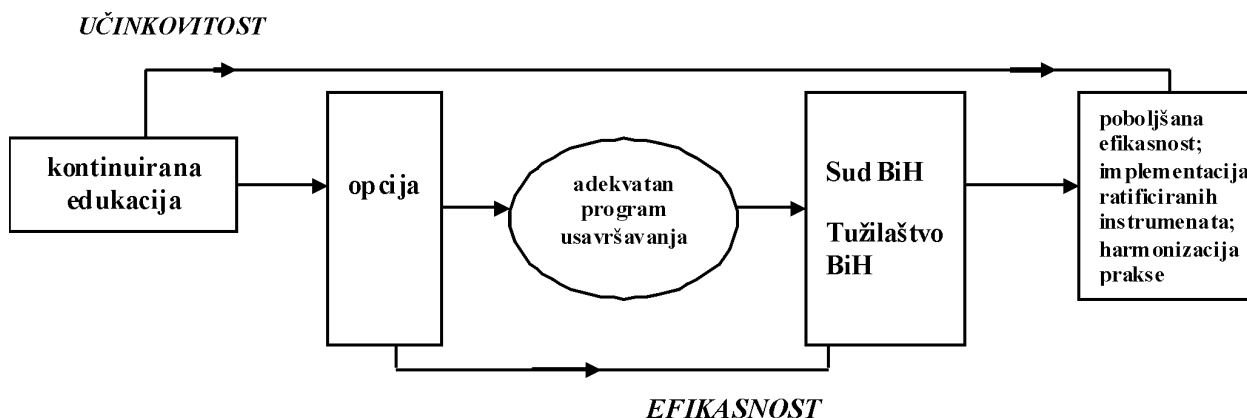 UČINKOVITOST
kontinuirana
edukacija
opcija
adekvatan
program
usavršavanja
Sud BiH
Tužilaštvo
BiH
poboljšana
efikasnost;
implementacija
ratificiranih
instrumenata;
harmonizacija
prakse
EFIKASNOST